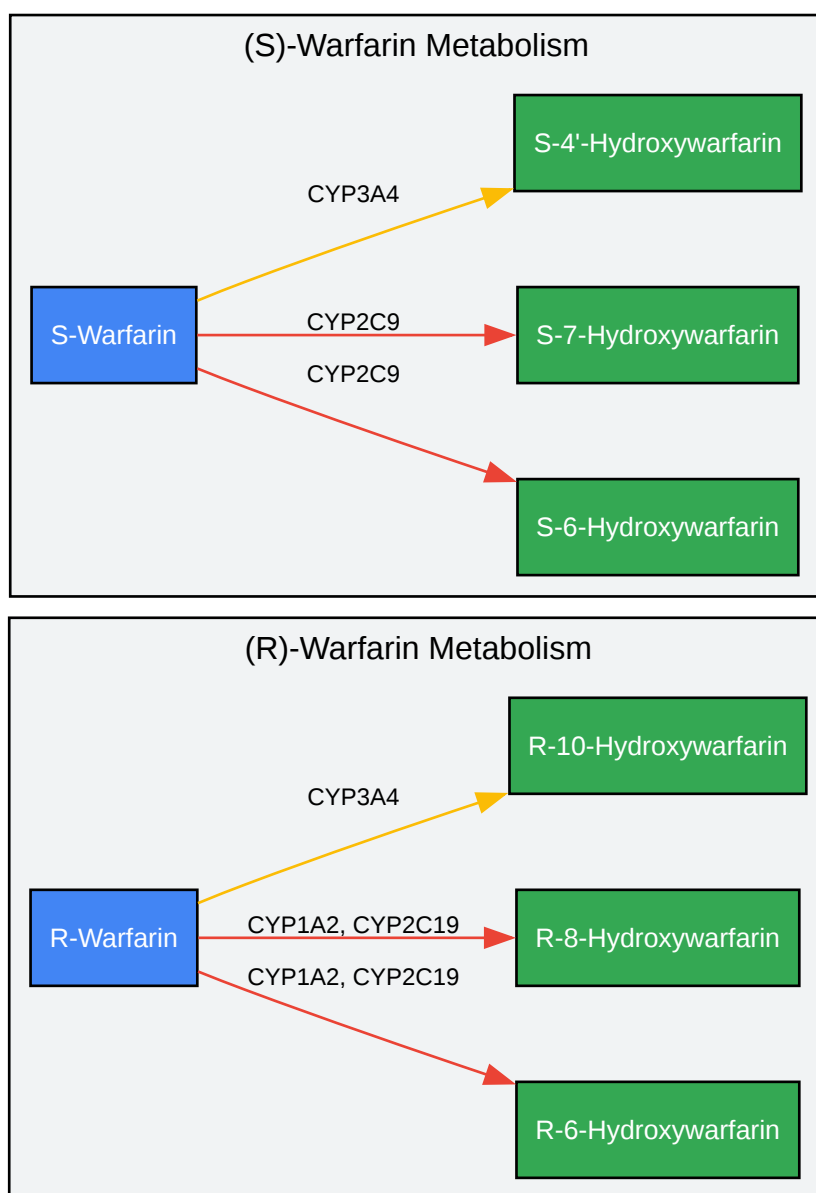 (S)-Warfarin Metabolism
S-4'-Hydroxywarfarin
CYP3A4
S-Warfarin
CYP2C9
S-7-Hydroxywarfarin
CYP2C9
S-6-Hydroxywarfarin
(R)-Warfarin Metabolism
R-10-Hydroxywarfarin
CYP3A4
R-Warfarin
CYP1A2, CYP2C19
R-8-Hydroxywarfarin
CYP1A2, CYP2C19
R-6-Hydroxywarfarin